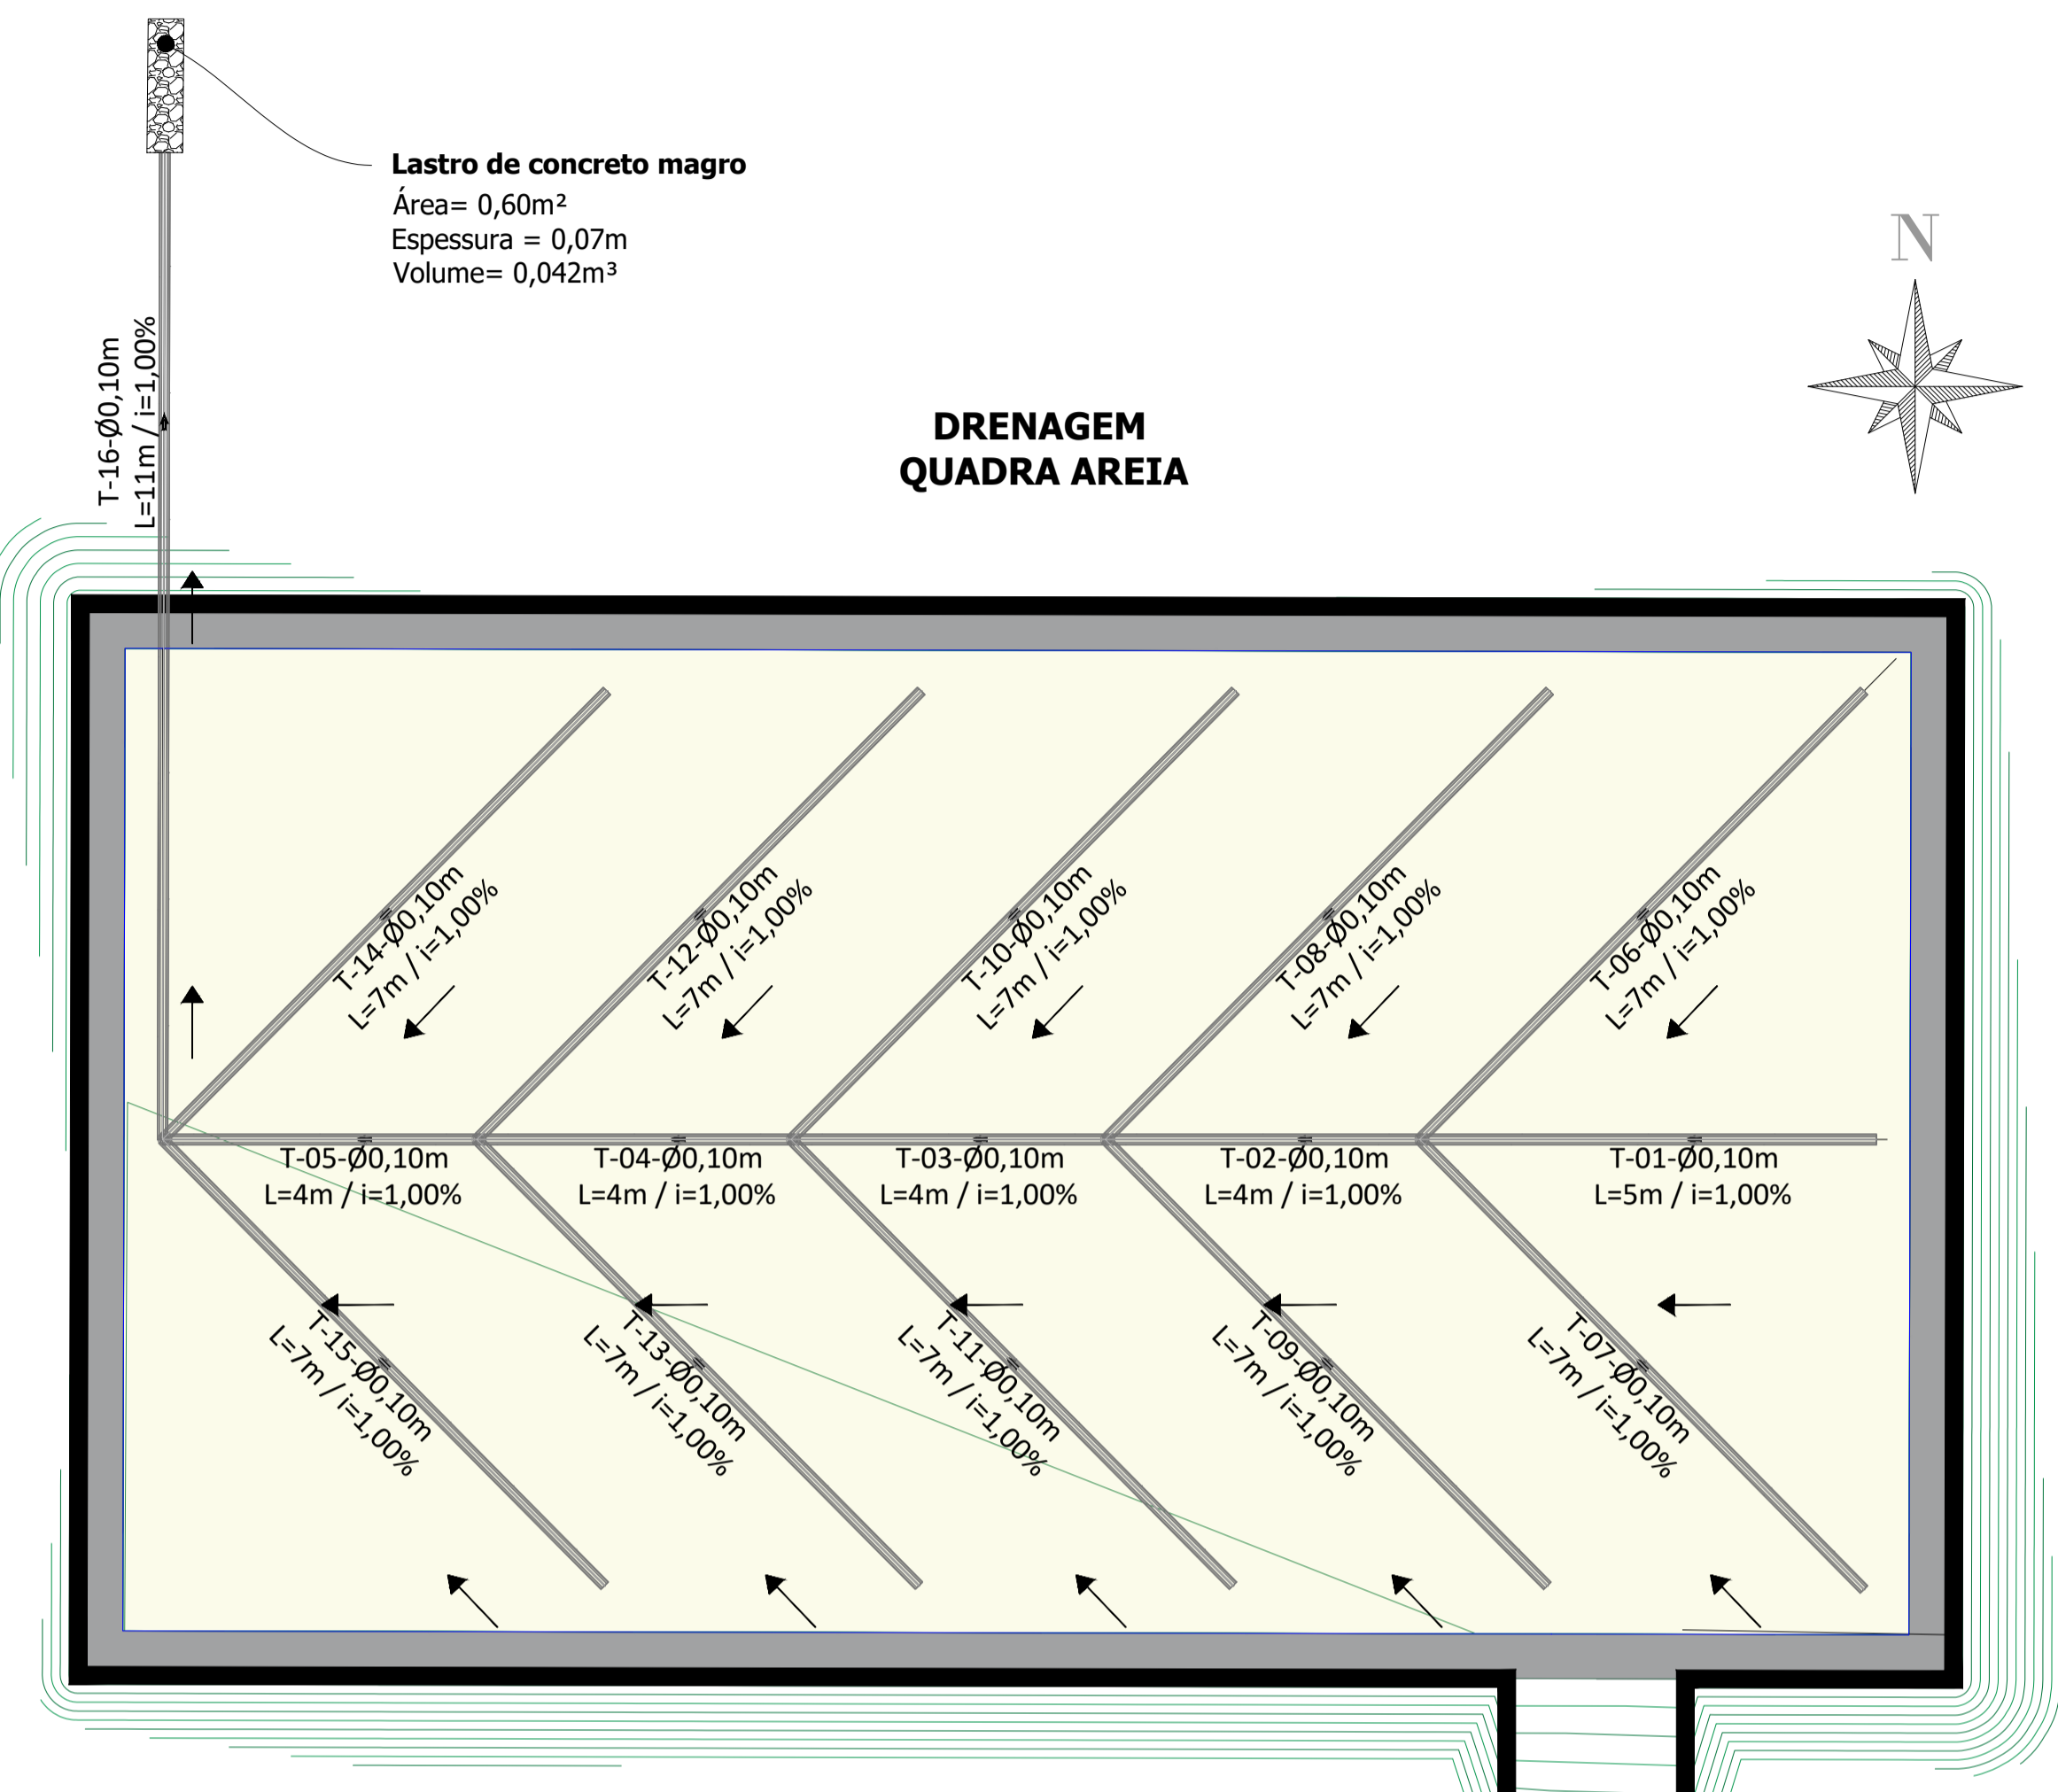 Lastro de concreto magro
Área= 0,60m²
Espessura = 0,07m
Volume= 0,042m³
N
T-16-Ø0,10m
L=11m / i=1,00%
DRENAGEM
QUADRA AREIA
T-14-Ø0,10m
L=7m / i=1,00%
T-12-Ø0,10m
L=7m / i=1,00%
T-10-Ø0,10m
L=7m / i=1,00%
T-08-Ø0,10m
L=7m / i=1,00%
T-06-Ø0,10m
L=7m / i=1,00%
T-05-Ø0,10m
L=4m / i=1,00%
T-04-Ø0,10m
L=4m / i=1,00%
T-03-Ø0,10m
L=4m / i=1,00%
T-02-Ø0,10m
L=4m / i=1,00%
T-01-Ø0,10m
L=5m / i=1,00%
T-15-Ø0,10m
L=7m / i=1,00%
T-13-Ø0,10m
L=7m / i=1,00%
T-11-Ø0,10m
L=7m / i=1,00%
T-09-Ø0,10m
L=7m / i=1,00%
T-07-Ø0,10m
L=7m / i=1,00%